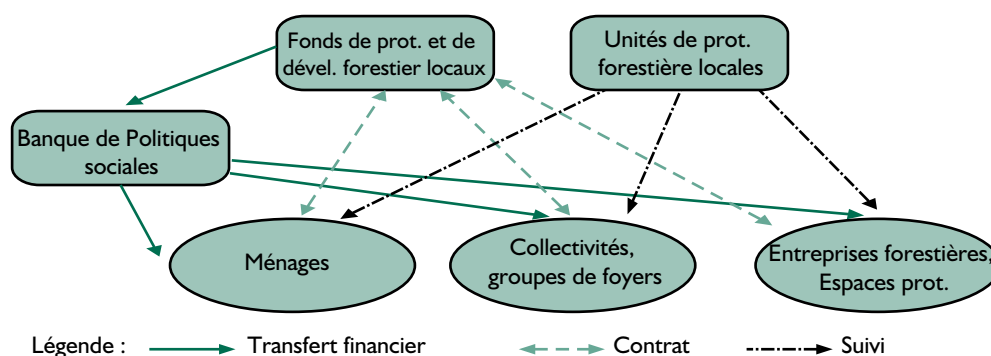 Fonds de prot. et de
dével. forestier locaux
Unités de prot.
forestière locales
Banque de Politiques
sociales
Ménages
Collectivités,
groupes de foyers
Entreprises forestières,
Espaces prot.
Légende : Transfert financier Contrat Suivi